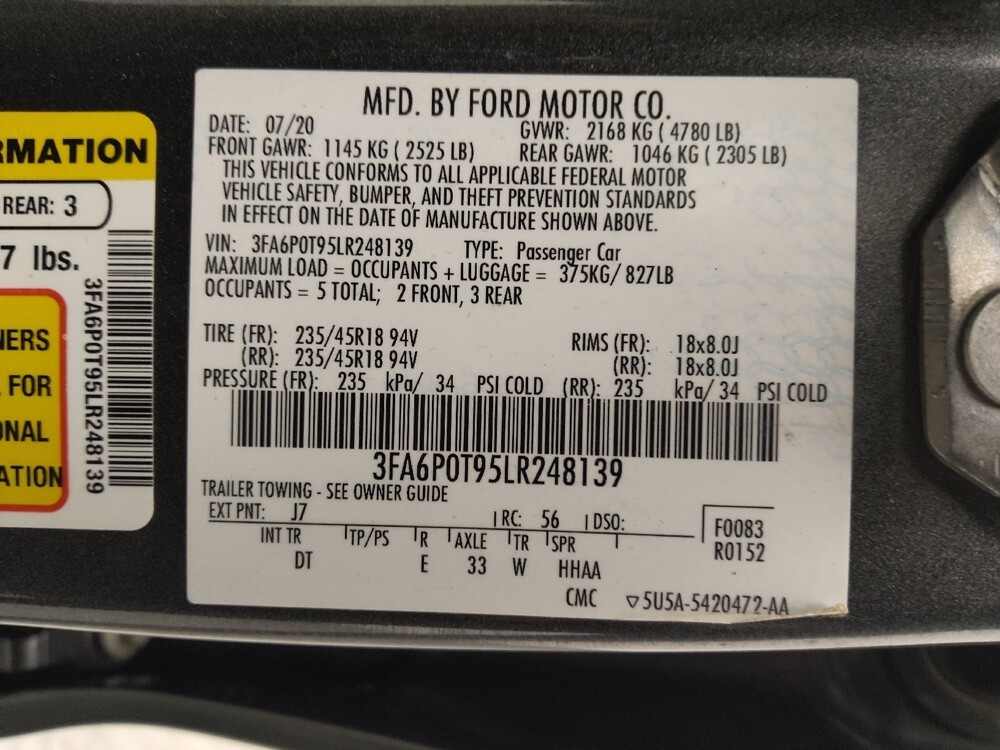 RMATION
REAR: 3
7 lbs.
3FA6P0T95LR248139
NERS
FOR
ONAL
ATION
MFD. BY FORD MOTOR CO.
DATE: 07/20 GVWR: 2168 KG ( 4780 LB)
FRONT GAWR: 1145 KG ( 2525 LB) REAR GAWR: 1046 KG ( 2305 LB)
THIS VEHICLE CONFORMS TO ALL APPLICABLE FEDERAL MOTOR
VEHICLE SAFETY, BUMPER, AND THEFT PREVENTION STANDARDS
IN EFFECT ON THE DATE OF MANUFACTURE SHOWN ABOVE.
VIN: 3FA6P0T95LR248139 TYPE: Passenger Car
MAXIMUM LOAD = OCCUPANTS + LUGGAGE = 375KG/ 827LB
OCCUPANTS = 5 TOTAL; 2 FRONT, 3 REAR
TIRE (FR): 235/45R18 94V RIMS (FR): 18x8.0J
(RR): 235/45R18 94V (RR): 18x8.0J
PRESSURE (FR): 235 kPa/ 34 PSI COLD (RR): 235 kPa/ 34 PSI COLD
3FA6P0T95LR248139
TRAILER TOWING - SEE OWNER GUIDE
EXT PNT: J7 RC: 56 DSO: F0083
INT TR TP/PS R AXLE TR SPR R0152
DT E 33 W HHAA
CMC ▽5U5A-5420472-AA